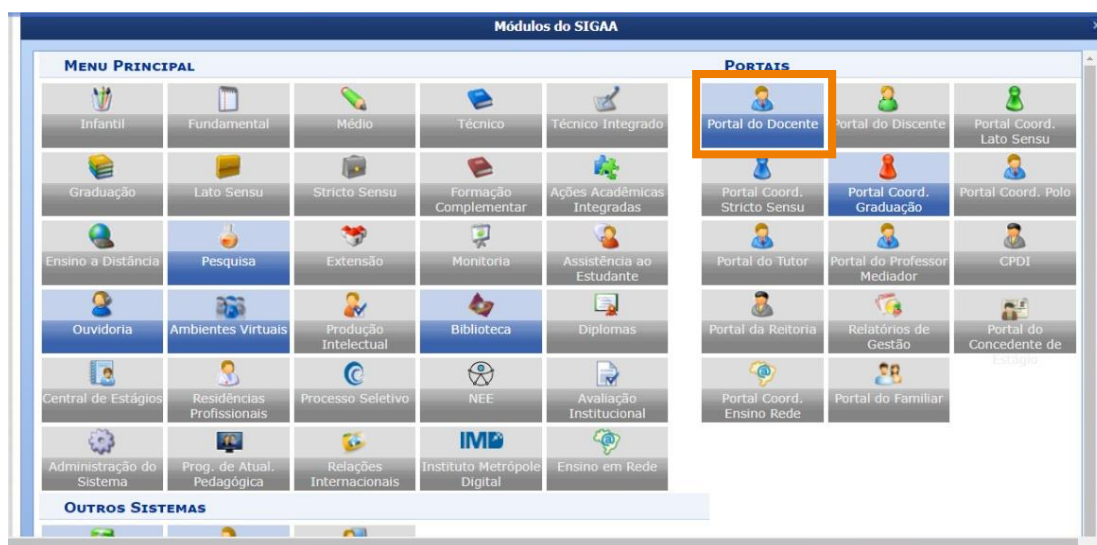 Módulos do SIGAA
MENU PRINCIPAL
PORTAIS
Infantil
Fundamental
Médio
Técnico
Técnico Integrado
Portal do Docente
Portal do Discente
Portal Coord.
Lato Sensu
Graduação
Lato Sensu
Stricto Sensu
Formação
Complementar
Ações Acadêmicas
Integradas
Portal Coord.
Stricto Sensu
Portal Coord.
Graduação
Portal Coord. Polo
Ensino a Distância
Pesquisa
Extensão
Monitoria
Assistência ao
Estudante
Portal do Tutor
Portal do Professor
Mediador
CPDI
Ouvidoria
Ambientes Virtuais
Produção
Intelectual
Biblioteca
Diplomas
Portal da Reitoria
Relatórios de
Gestão
Portal do
Concedente de
Estágio
Central de Estágios
Residências
Profissionais
Processo Seletivo
NEE
Avaliação
Institucional
Portal Coord.
Ensino Rede
Portal do Familiar
Administração do
Sistema
Prog. de Atual.
Pedagógica
Relações
Internacionais
IMD
Instituto Metrópole
Digital
Ensino em Rede
OUTROS SISTEMAS